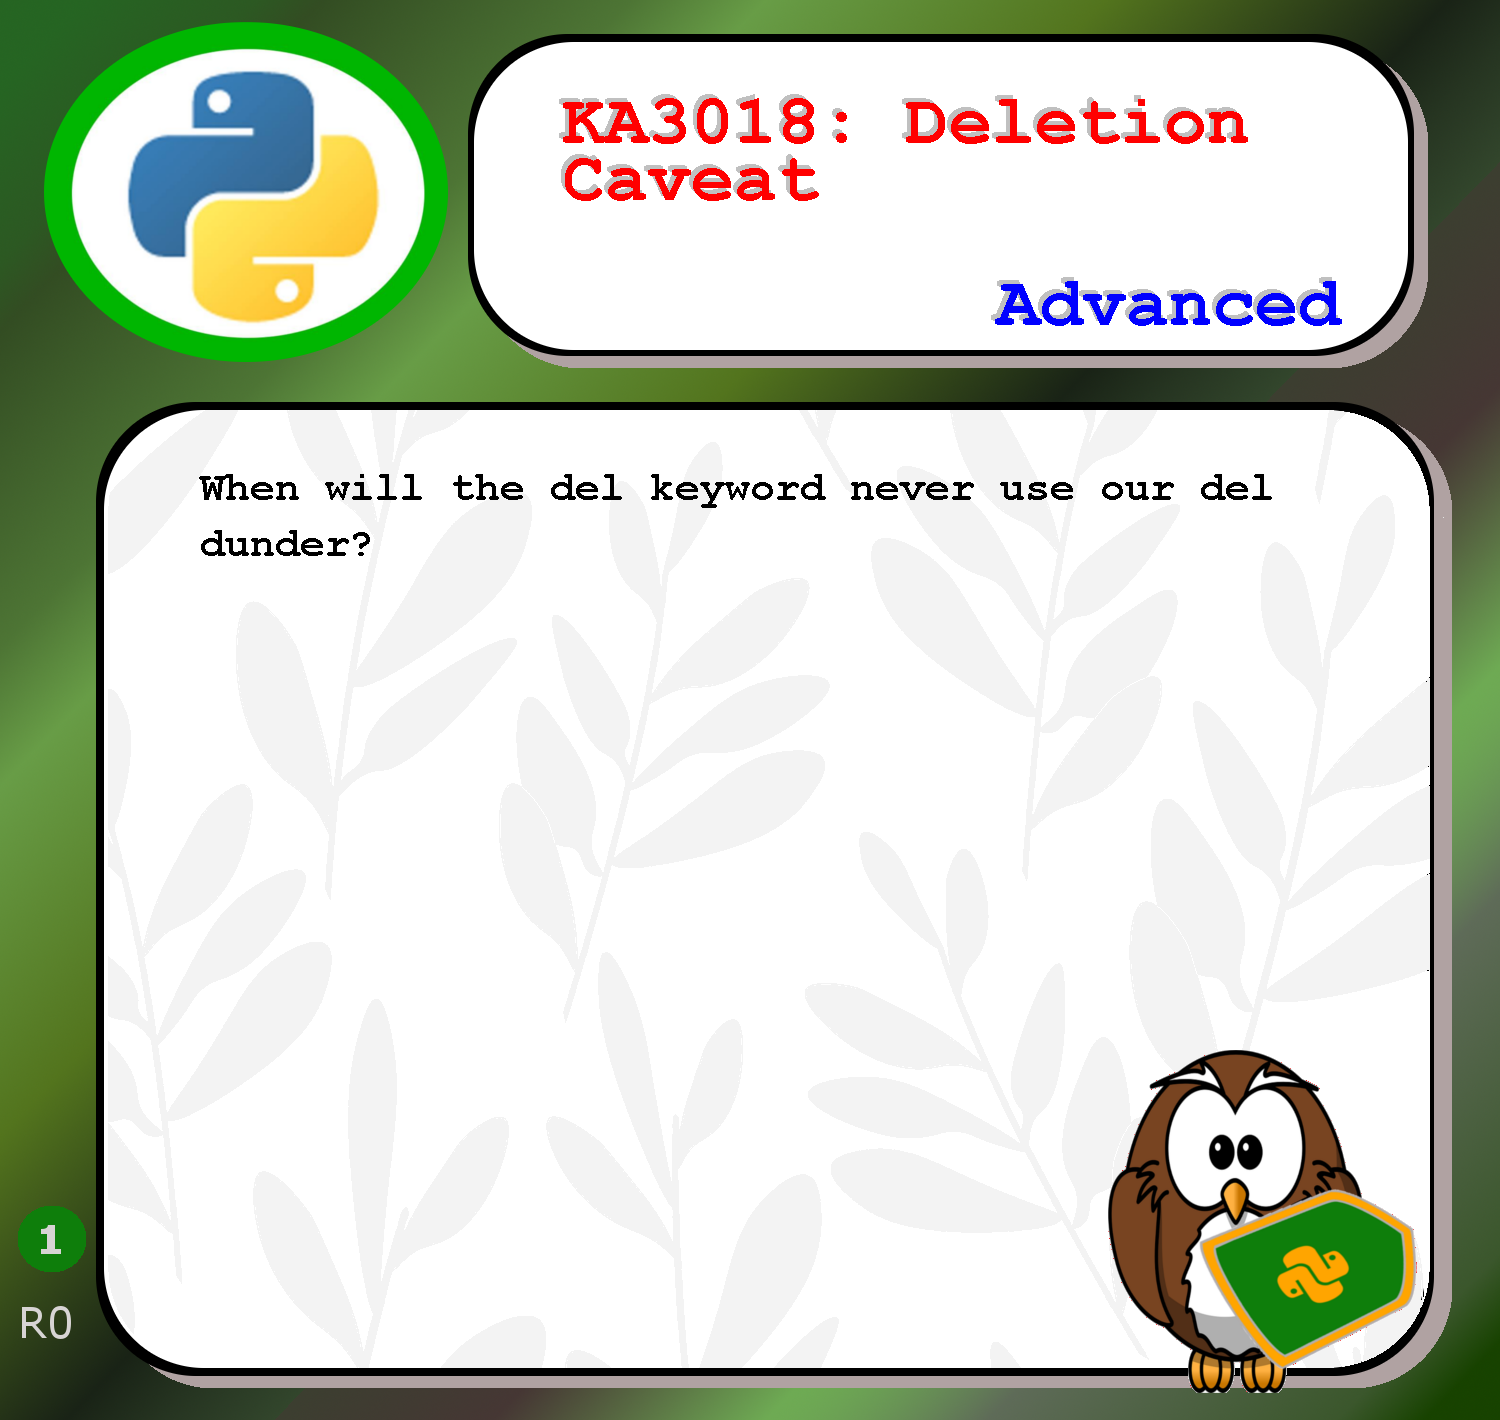 KA3018: Deletion
Caveat
Advanced
When will the del keyword never use our del
dunder?
1
R0